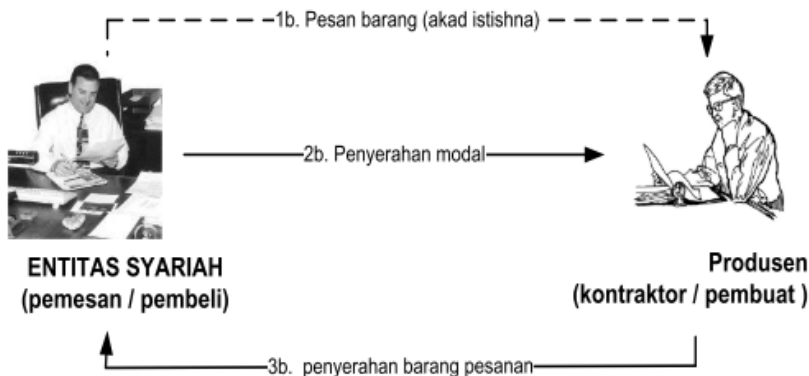 1b. Pesan barang (akad istishna)
2b. Penyerahan modal
ENTITAS SYARIAH
(pemesan / pembeli)
Produsen
(kontraktor / pembuat )
3b. penyerahan barang pesanan